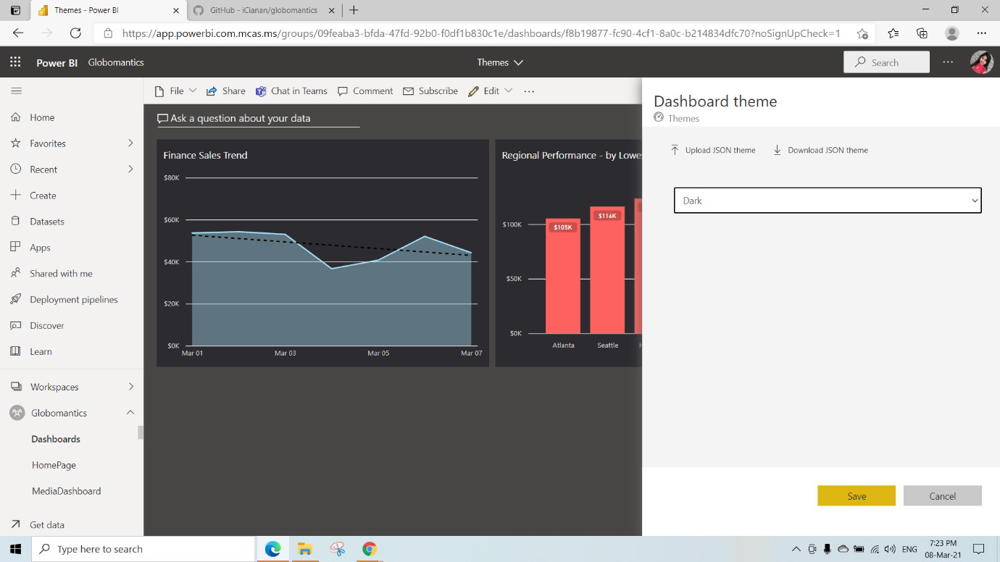 Themes - Power BI
GitHub - iCianan/globomantics
https://app.powerbi.com.mcas.ms/groups/09feaba3-bfda-47fd-92b0-f0df1b830c1e/dashboards/f8b19877-fc90-4cf1-8a0c-b214834dfc70?noSignUpCheck=1
Power BI Globomantics
Themes
Search
File Share Chat in Teams Comment Subscribe Edit
Home
Favorites
Recent
Create
Datasets
Apps
Shared with me
Deployment pipelines
Discover
Learn
Workspaces
Globomantics
Dashboards
HomePage
MediaDashboard
Get data
Ask a question about your data
Finance Sales Trend
$80K
$60K
$40K
$20K
$0K
Mar 01 Mar 03 Mar 05 Mar 07
Regional Performance - by Lowe
$100K
$50K
$0K
$105K
$116K
Atlanta Seattle H
Dashboard theme
Themes
Upload JSON theme Download JSON theme
Dark
Save Cancel
Type here to search
ENG
7:23 PM
08-Mar-21